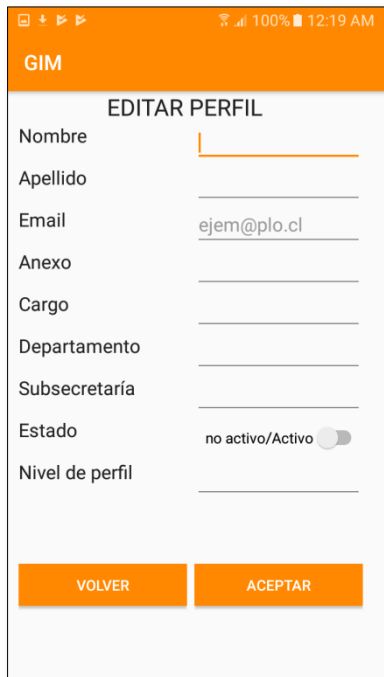 100% 12:19 AM
GIM
EDITAR PERFIL
Nombre
Apellido
Email ejem@plo.cl
Anexo
Cargo
Departamento
Subsecretaría
Estado no activo/Activo
Nivel de perfil
VOLVER ACEPTAR